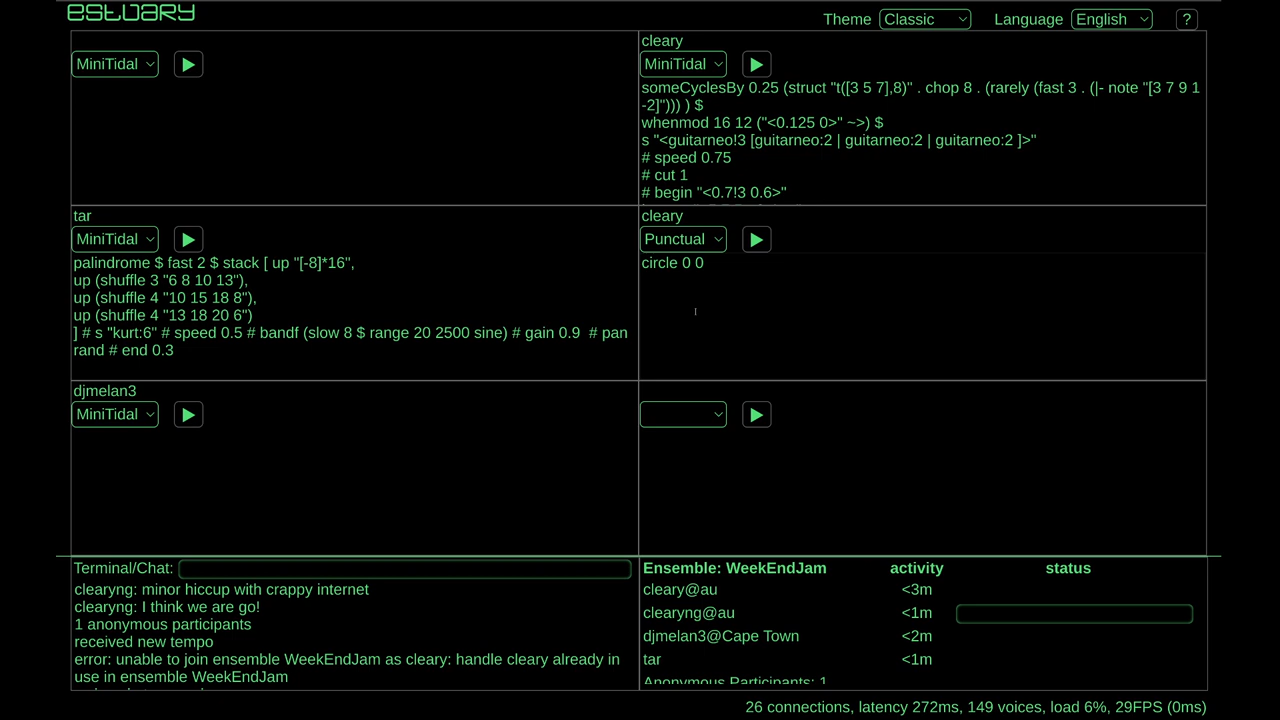 estuary
Theme Classic Language English ?
MiniTidal
cleary
MiniTidal
someCyclesBy 0.25 (struct "t([3 5 7],8)" . chop 8 . (rarely (fast 3 . (|- note "[3 7 9 1
-2]"))) ) $
whenmod 16 12 ("<0.125 0>" ~>) $
s "<guitarneo!3 [guitarneo:2 | guitarneo:2 | guitarneo:2 ]>"
# speed 0.75
# cut 1
# begin "<0.7!3 0.6>"
tar
MiniTidal
palindrome $ fast 2 $ stack [ up "[-8]*16",
up (shuffle 3 "6 8 10 13"),
up (shuffle 4 "10 15 18 8"),
up (shuffle 4 "13 18 20 6")
] # s "kurt:6" # speed 0.5 # bandf (slow 8 $ range 20 2500 sine) # gain 0.9  # pan
rand # end 0.3
cleary
Punctual
circle 0 0
djmelan3
MiniTidal
Terminal/Chat:
clearyng: minor hiccup with crappy internet
clearyng: I think we are go!
1 anonymous participants
received new tempo
error: unable to join ensemble WeekEndJam as cleary: handle cleary already in
use in ensemble WeekEndJam
Ensemble: WeekEndJam activity status
cleary@au <3m
clearyng@au <1m
djmelan3@Cape Town <2m
tar <1m
Anonymous Participants: 1
26 connections, latency 272ms, 149 voices, load 6%, 29FPS (0ms)